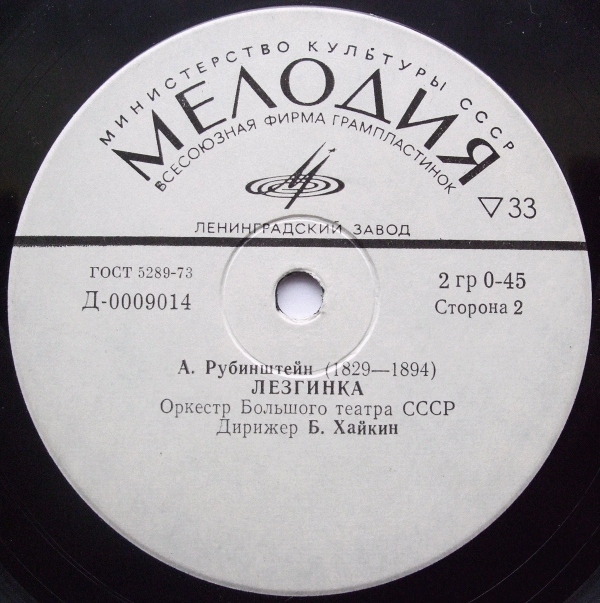 МИНИСТЕРСТВО КУЛЬТУРЫ СССР
МЕЛОДИЯ
ВСЕСОЮЗНАЯ ФИРМА ГРАМПЛАСТИНОК
▽33
ЛЕНИНГРАДСКИЙ ЗАВОД
ГОСТ 5289-73
Д-0009014
2 гр 0-45
Сторона 2
А. Рубинштейн (1829—1894)
ЛЕЗГИНКА
Оркестр Большого театра СССР
Дирижер Б. Хайкин